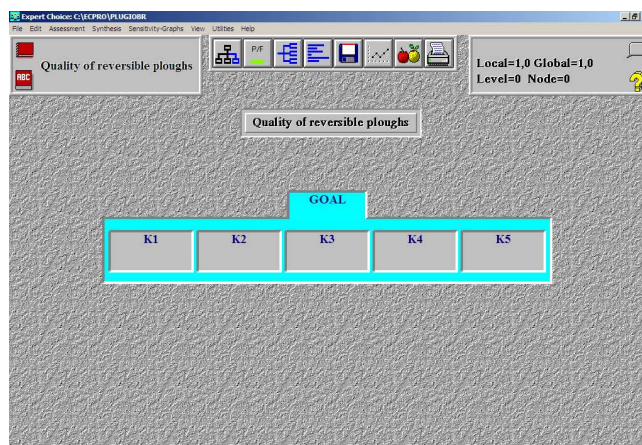 Expert Choice: C:\ECPRO\PLUGIOBR
File Edit Assessment Synthesis Sensitivity-Graphs View Utilities Help
Quality of reversible ploughs
ABC
P/F
Local=1,0 Global=1,0
Level=0 Node=0
Quality of reversible ploughs
GOAL
K1 K2 K3 K4 K5